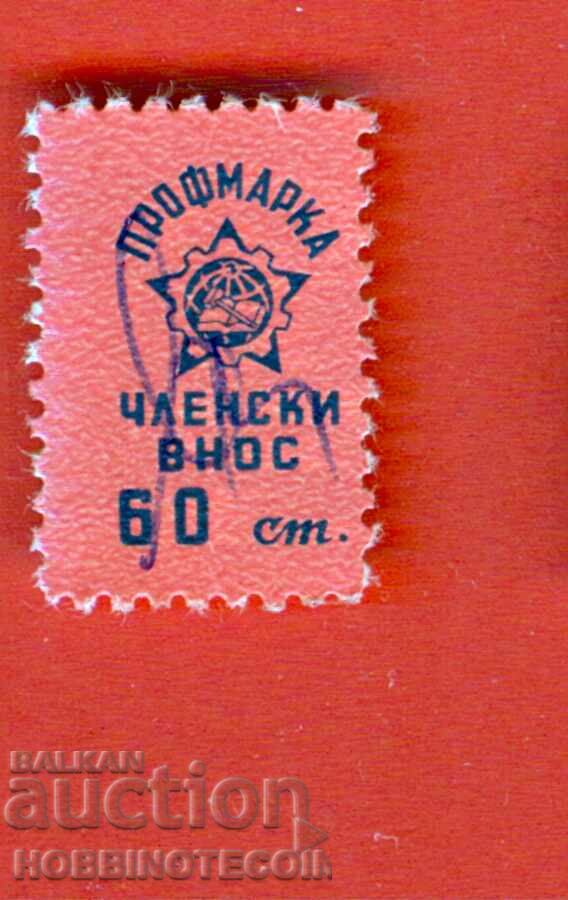 ПРОФМАРКА
ЧЛЕНСКИ
ВНОС
60 ст.
BALKAN
auction
HOBBINOTECOIN